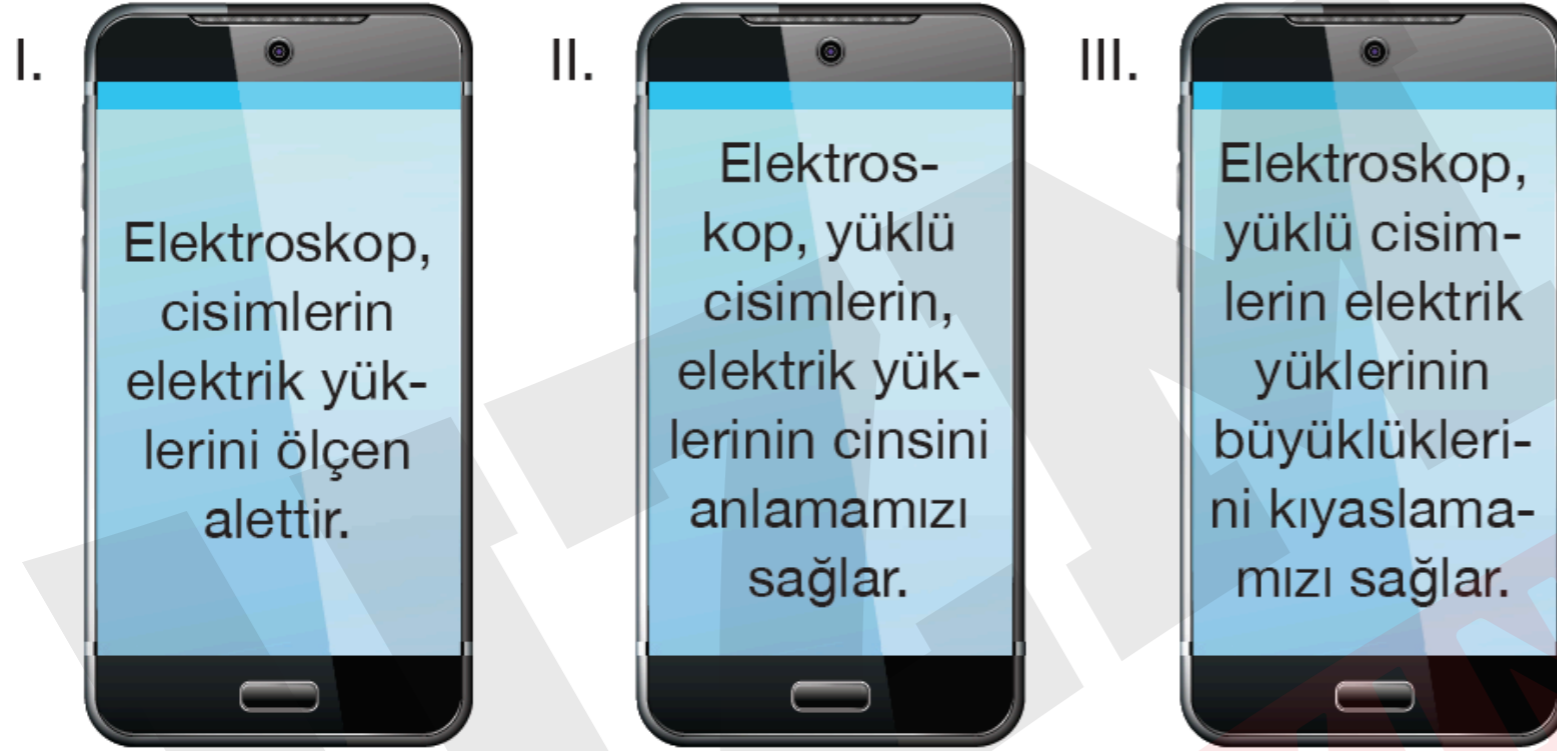 I.
Elektroskop,
cisimlerin
elektrik yük-
lerini ölçen
alettir.
II.
Elektros-
kop, yüklü
cisimlerin,
elektrik yük-
lerinin cinsini
anlamamızı
sağlar.
III.
Elektroskop,
yüklü cisim-
lerin elektrik
yüklerinin
büyüklükleri-
ni kıyaslama-
mızı sağlar.